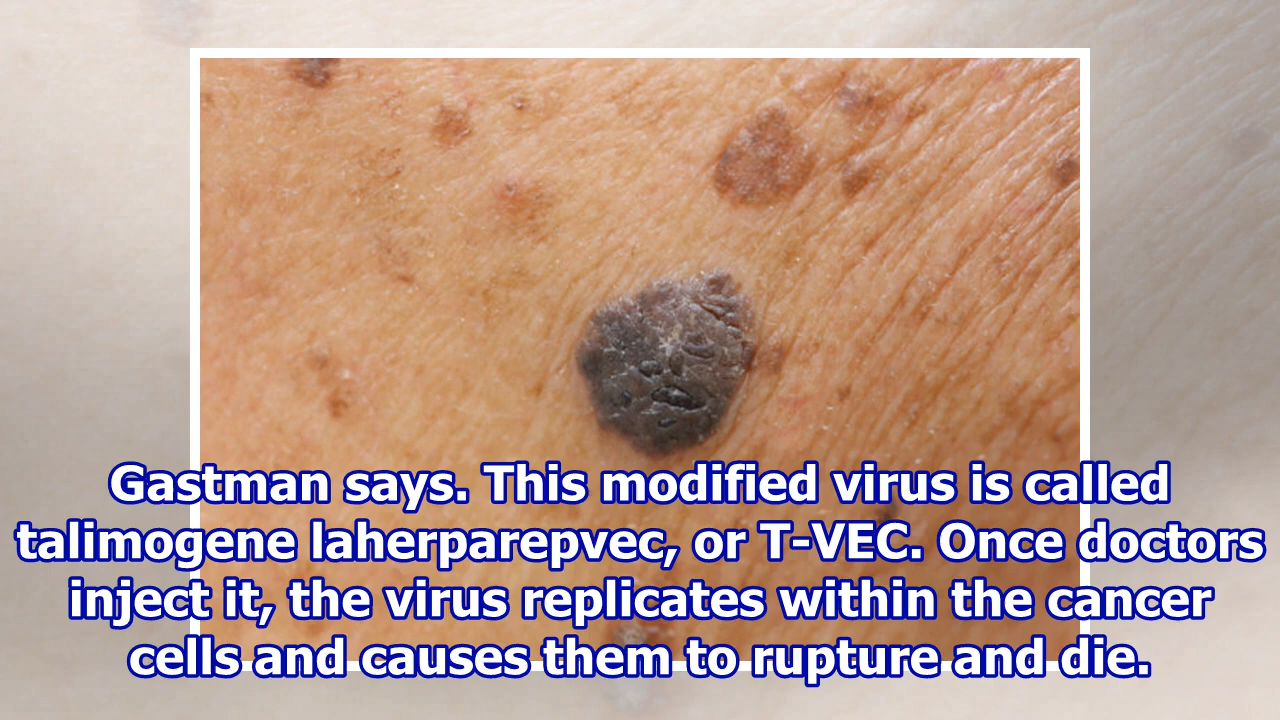 Gastman says. This modified virus is called
talimogene laherparepvec, or T-VEC. Once doctors
inject it, the virus replicates within the cancer
cells and causes them to rupture and die.